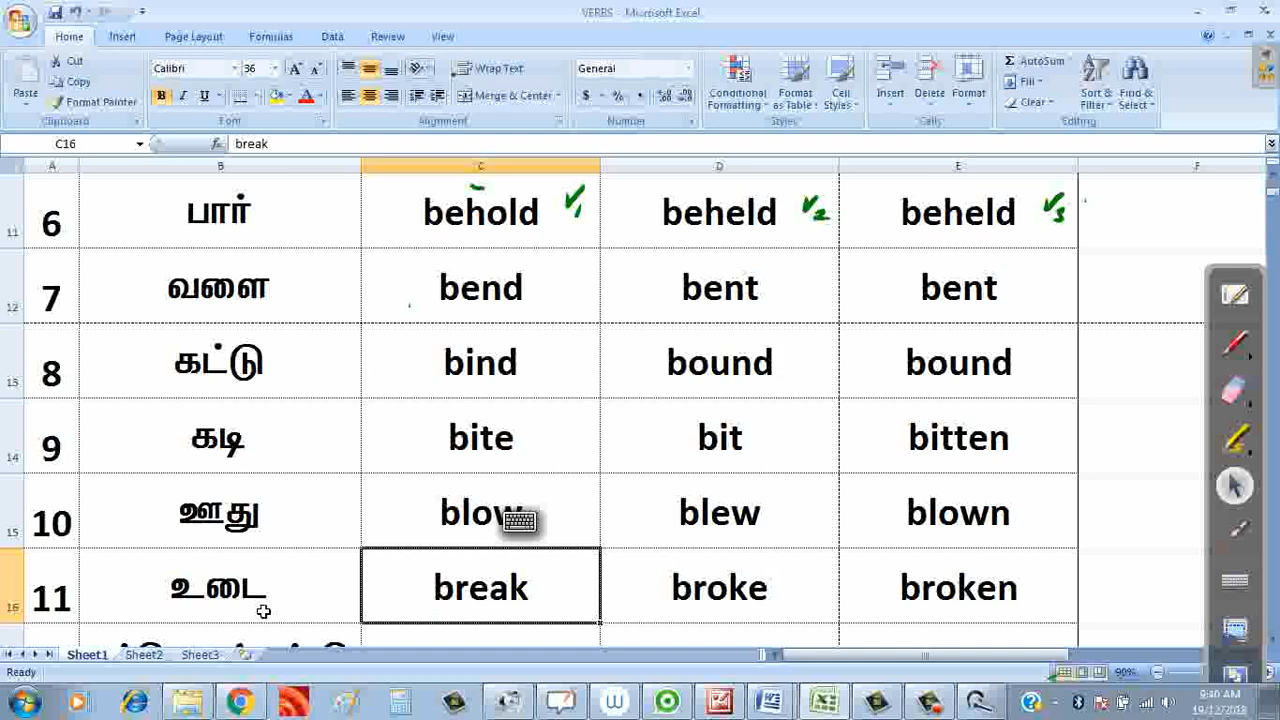 VERBS - Microsoft Excel
Home Insert Page Layout Formulas Data Review View
Paste Cut Copy Format Painter Clipboard
Calibri 36 B I U Font
Wrap Text Merge & Center Alignment
General $ % , Number
Conditional Formatting Format as Table Cell Styles Styles
Insert Delete Format Cells
AutoSum Fill Clear Sort & Filter Find & Select Editing
C16 fx break
A B C D E F
11 6 பார் behold V1 beheld V2 beheld V3
12 7 வளை bend bent bent
13 8 கட்டு bind bound bound
14 9 கடி bite bit bitten
15 10 ஊது blow blew blown
16 11 உடை break broke broken
Sheet1 Sheet2 Sheet3
Ready 90%
9:40 AM